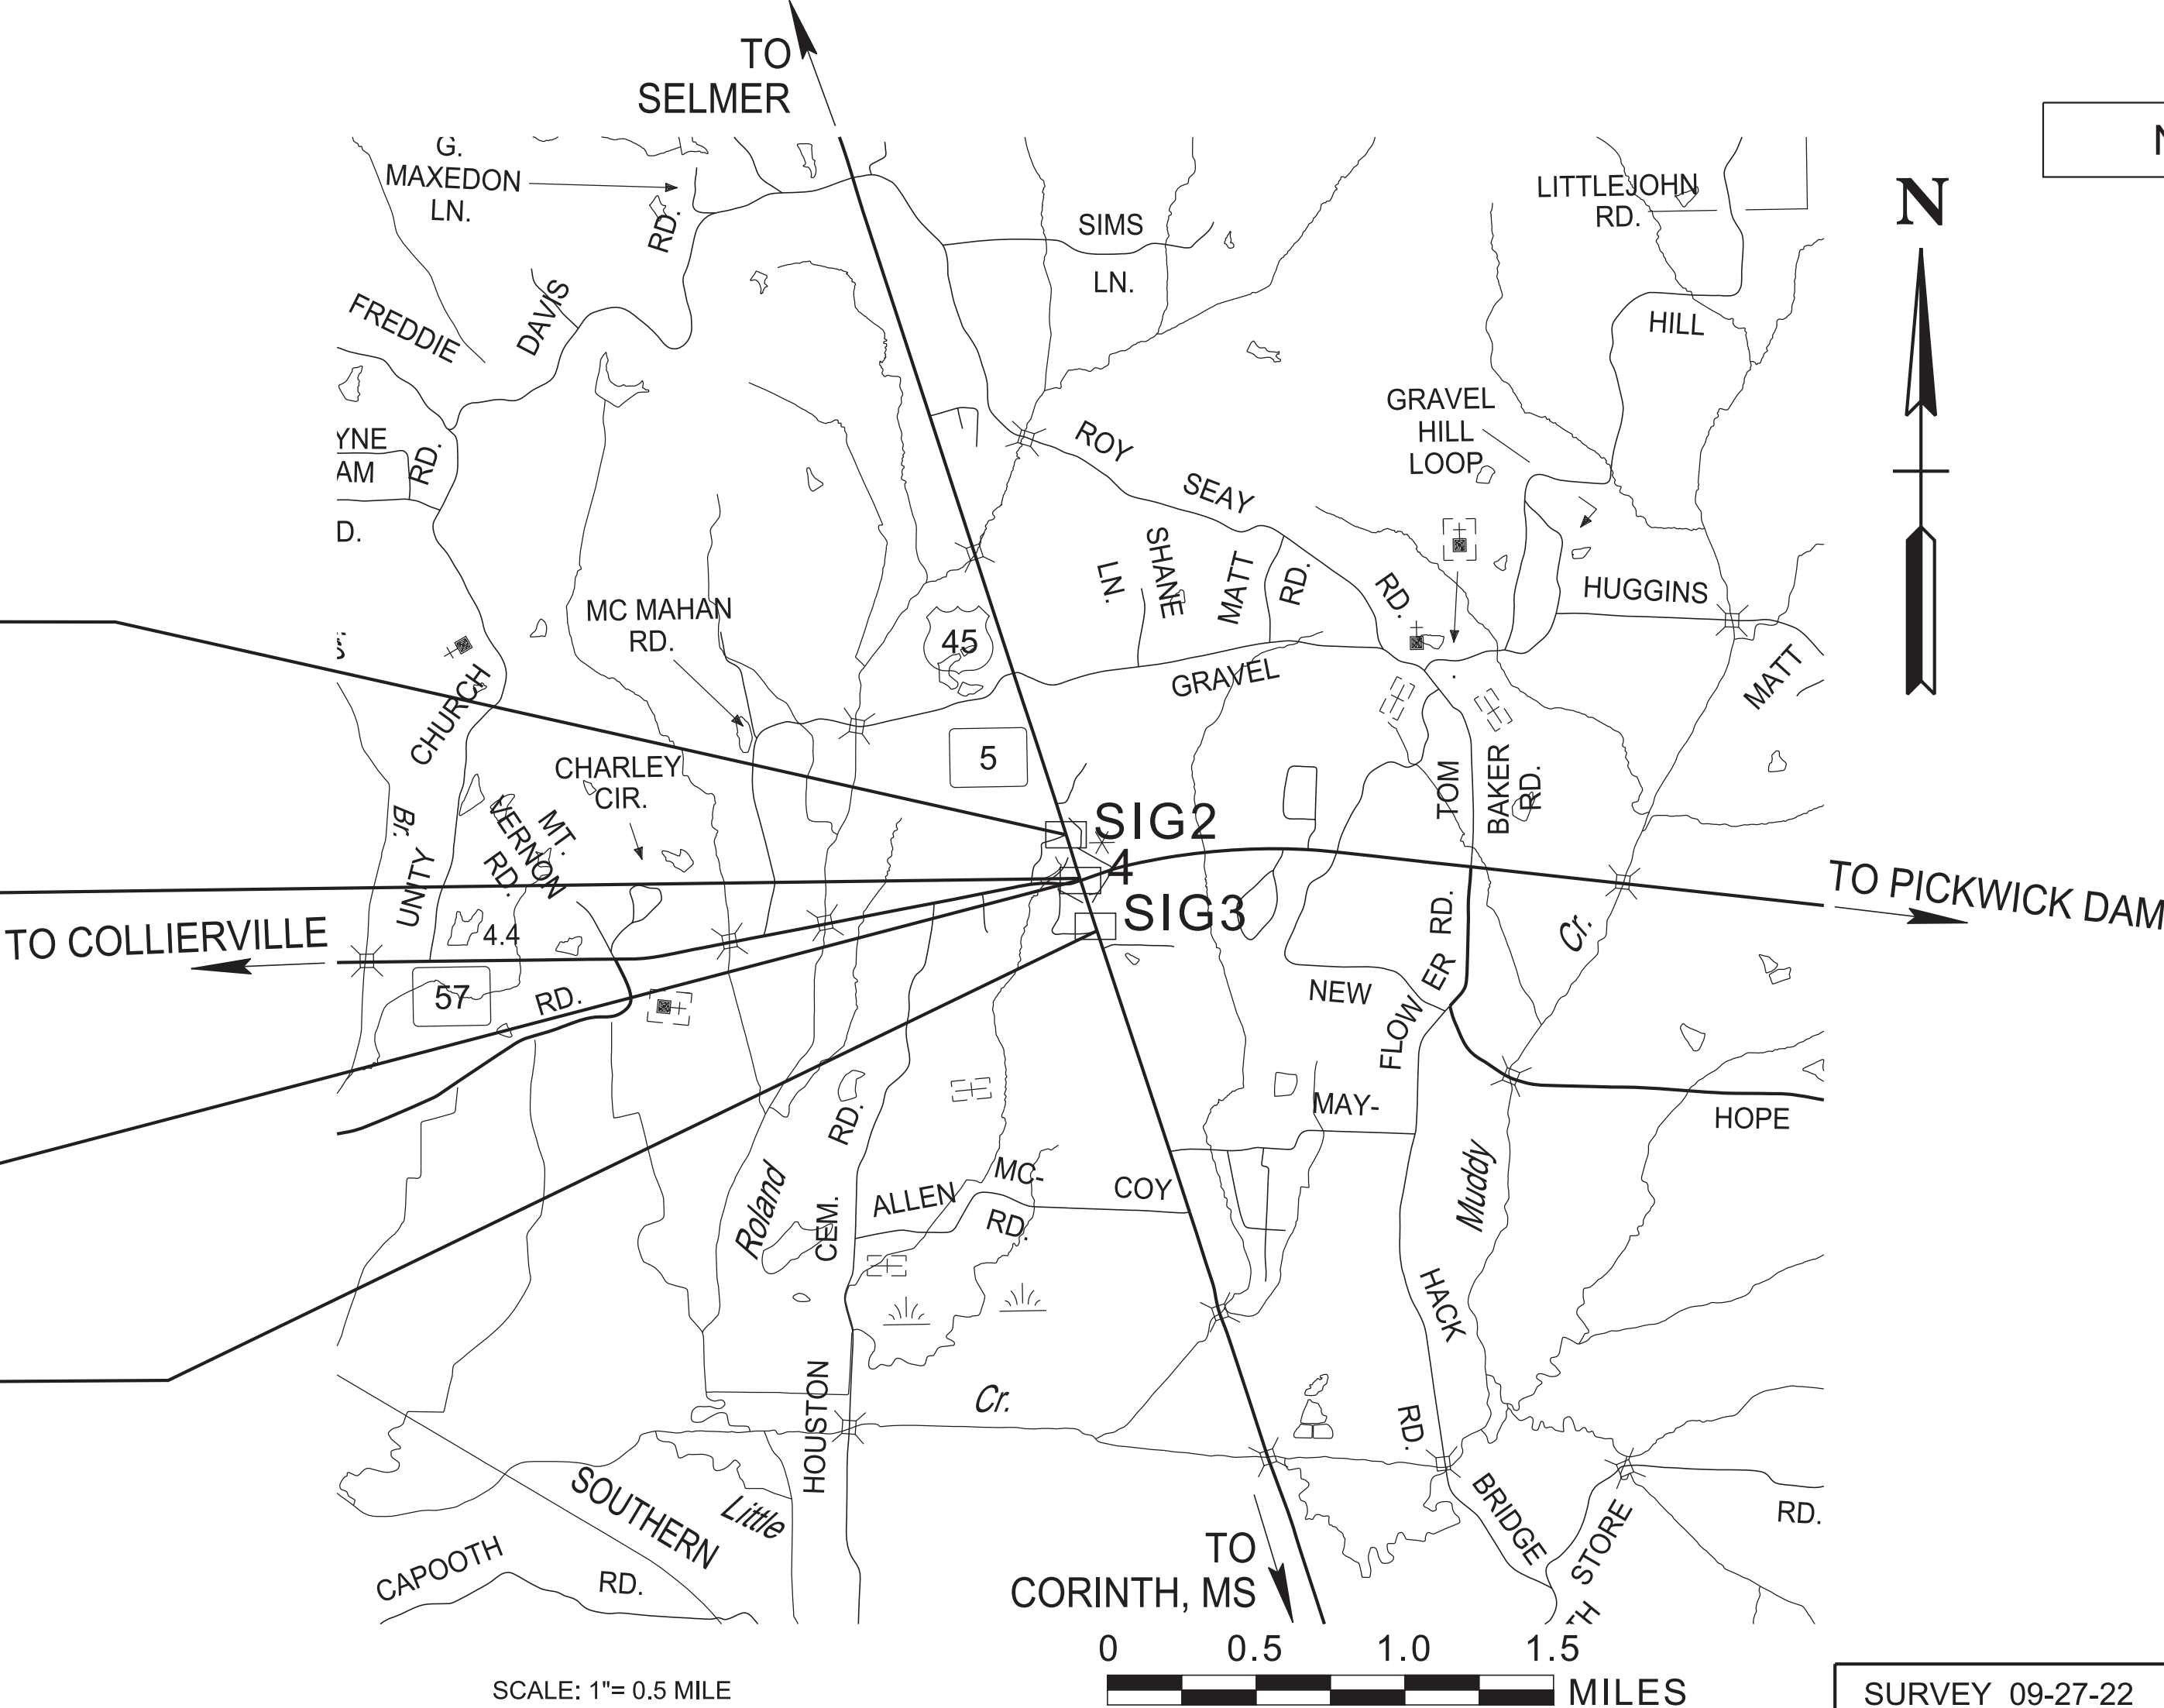 TO
SELMER
G.
MAXEDON
LN.
RD.
SIMS
LN.
LITTLEJOHN
RD.
N
N
FREDDIE
DAVIS
HILL
GRAVEL
HILL
LOOP
YNE
AM
RD.
D.
ROY
SEAY
RD.
SHANE
LN.
MATT
RD.
HUGGINS
MATT
MC MAHAN
RD.
45
GRAVEL
CHURCH
5
CHARLEY
CIR.
TOM
BAKER
RD.
Br.
UNITY
MT.
VERNON
RD.
SIG2
4
SIG3
TO PICKWICK DAM
TO COLLIERVILLE
4.4
57
RD.
RD.
Cr.
NEW
FLOW
ER
MAY-
HOPE
RD.
Roland
CEM.
ALLEN
MC-
COY
RD.
Muddy
HACK
HOUSTON
Cr.
RD.
SOUTHERN
Little
BRIDGE
STORE
TH
RD.
CAPOOTH
RD.
TO
CORINTH, MS
0 0.5 1.0 1.5
MILES
SCALE: 1"= 0.5 MILE
SURVEY 09-27-22